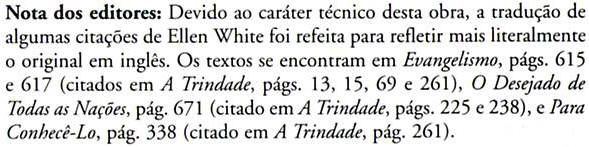 Nota dos editores: Devido ao caráter técnico desta obra, a tradução de
algumas citações de Ellen White foi refeita para refletir mais literalmente
o original em inglês. Os textos se encontram em Evangelismo, págs. 615
e 617 (citados em A Trindade, págs. 13, 15, 69 e 261), O Desejado de
Todas as Nações, pág. 671 (citado em A Trindade, págs. 225 e 238), e Para
Conhecê-Lo, pág. 338 (citado em A Trindade, pág. 261).